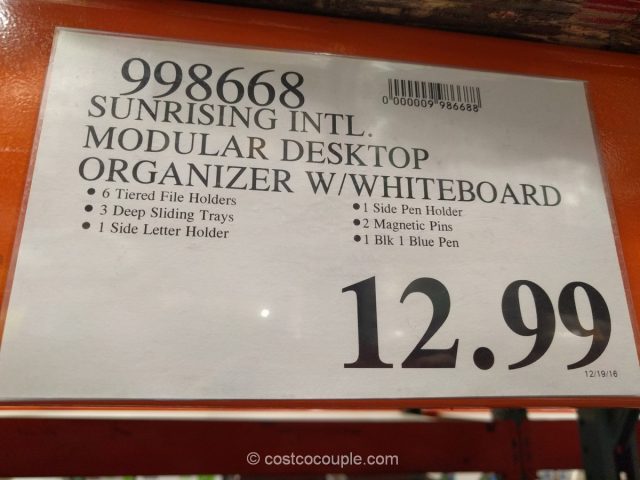 998668
0 000009 986688
SUNRISING INTL.
MODULAR DESKTOP
ORGANIZER W/WHITEBOARD
• 6 Tiered File Holders
• 3 Deep Sliding Trays
• 1 Side Letter Holder
• 1 Side Pen Holder
• 2 Magnetic Pins
• 1 Blk 1 Blue Pen
12.99
12/19/16
© costcocouple.com